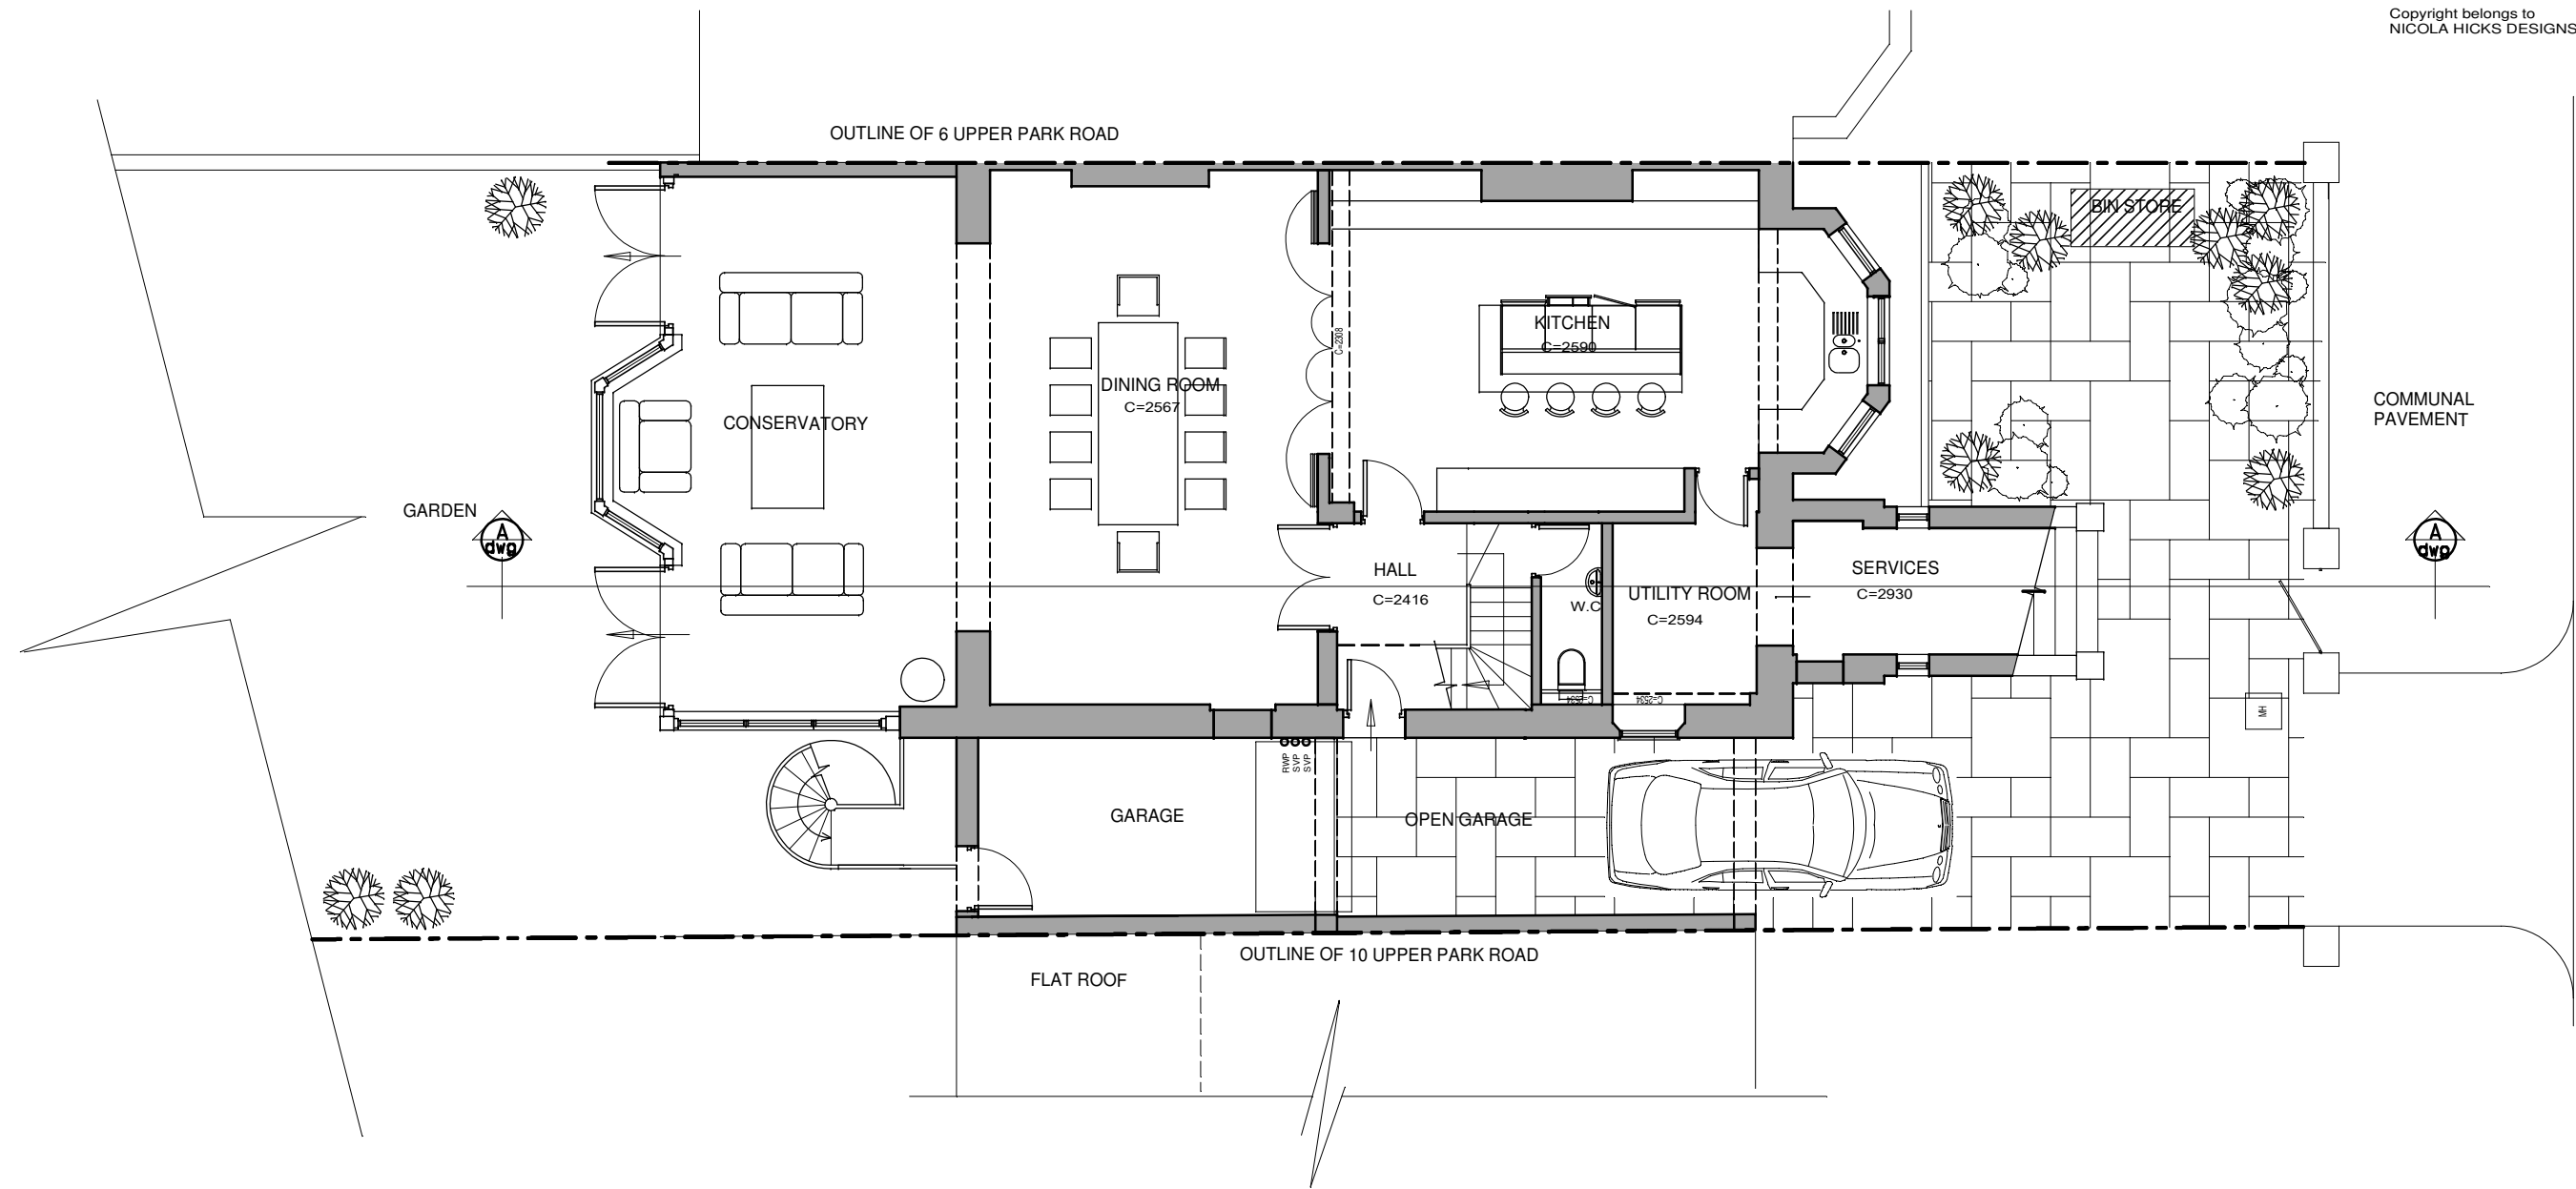 Copyright belongs to
NICOLA HICKS DESIGNS
OUTLINE OF 6 UPPER PARK ROAD
BIN STORE
KITCHEN
C=2590
C=2308
DINING ROOM
C=2567
CONSERVATORY
COMMUNAL
PAVEMENT
GARDEN
A
dwg
A
dwg
HALL
C=2416
W.C
UTILITY ROOM
C=2594
SERVICES
C=2930
C=2534
C=2534
MH
RWP
SVP
SVP
GARAGE
OPEN GARAGE
OUTLINE OF 10 UPPER PARK ROAD
FLAT ROOF